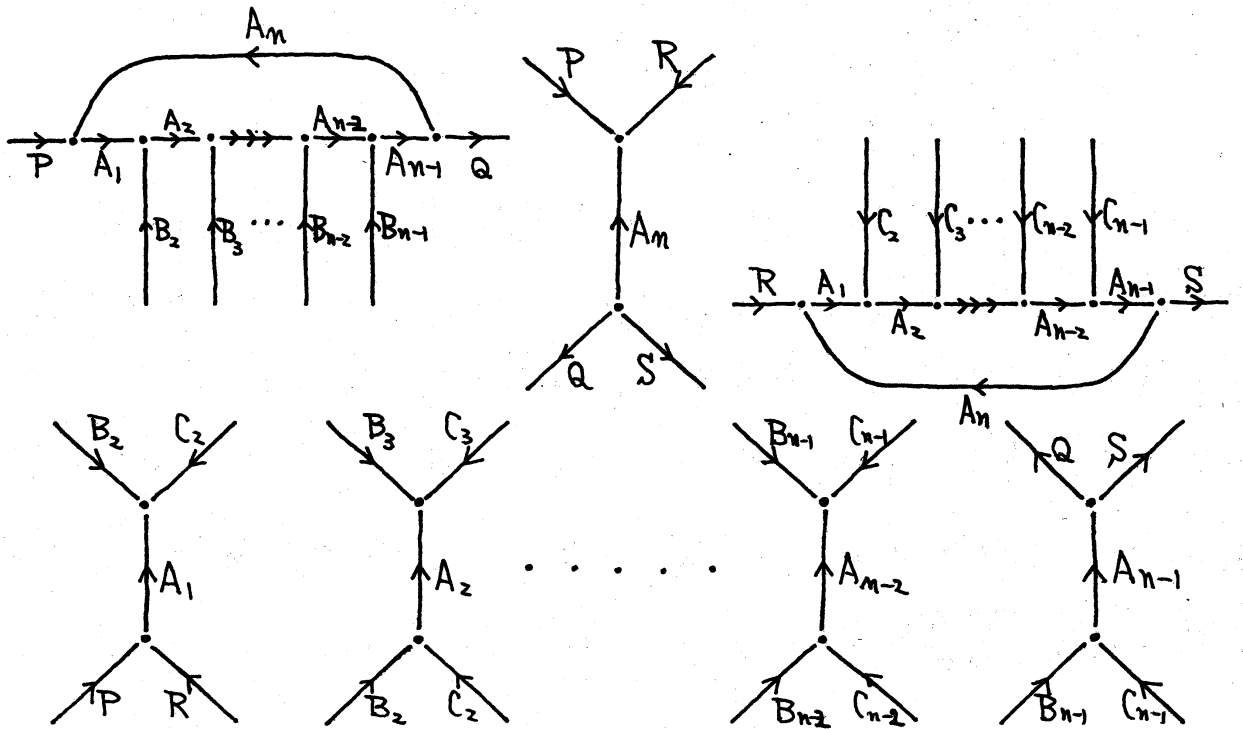 Aₙ
P R
A₂ Aₙ₋₂
P A₁ Aₙ₋₁ Q
B₂ B₃ ... Bₙ₋₂ Bₙ₋₁
Aₙ
C₂ C₃ ... Cₙ₋₂ Cₙ₋₁
R A₁ Aₙ₋₁ S
A₂ Aₙ₋₂
Q S
Aₙ
B₂ C₂ B₃ C₃ Bₙ₋₁ Cₙ₋₁ Q S
A₁ A₂ . . . . . Aₙ₋₂ Aₙ₋₁
P R B₂ C₂ Bₙ₋₂ Cₙ₋₂ Bₙ₋₁ Cₙ₋₁